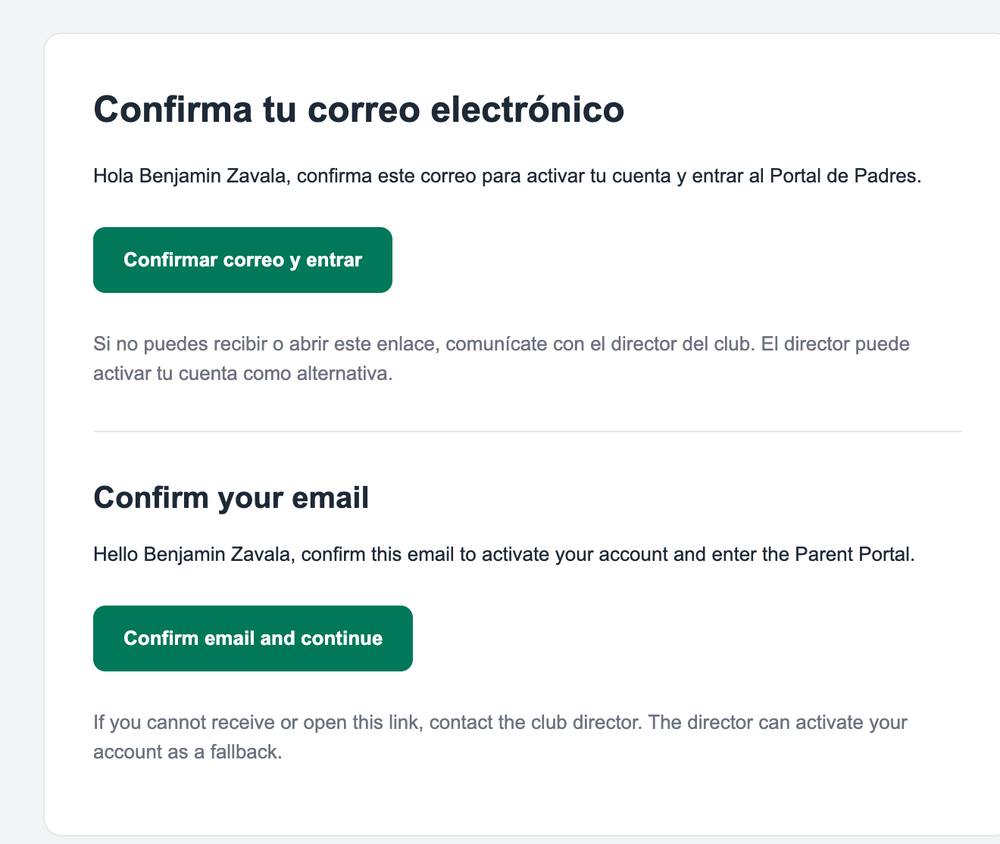 Confirma tu correo electrónico
Hola Benjamin Zavala, confirma este correo para activar tu cuenta y entrar al Portal de Padres.
Confirmar correo y entrar
Si no puedes recibir o abrir este enlace, comunícate con el director del club. El director puede
activar tu cuenta como alternativa.
Confirm your email
Hello Benjamin Zavala, confirm this email to activate your account and enter the Parent Portal.
Confirm email and continue
If you cannot receive or open this link, contact the club director. The director can activate your
account as a fallback.